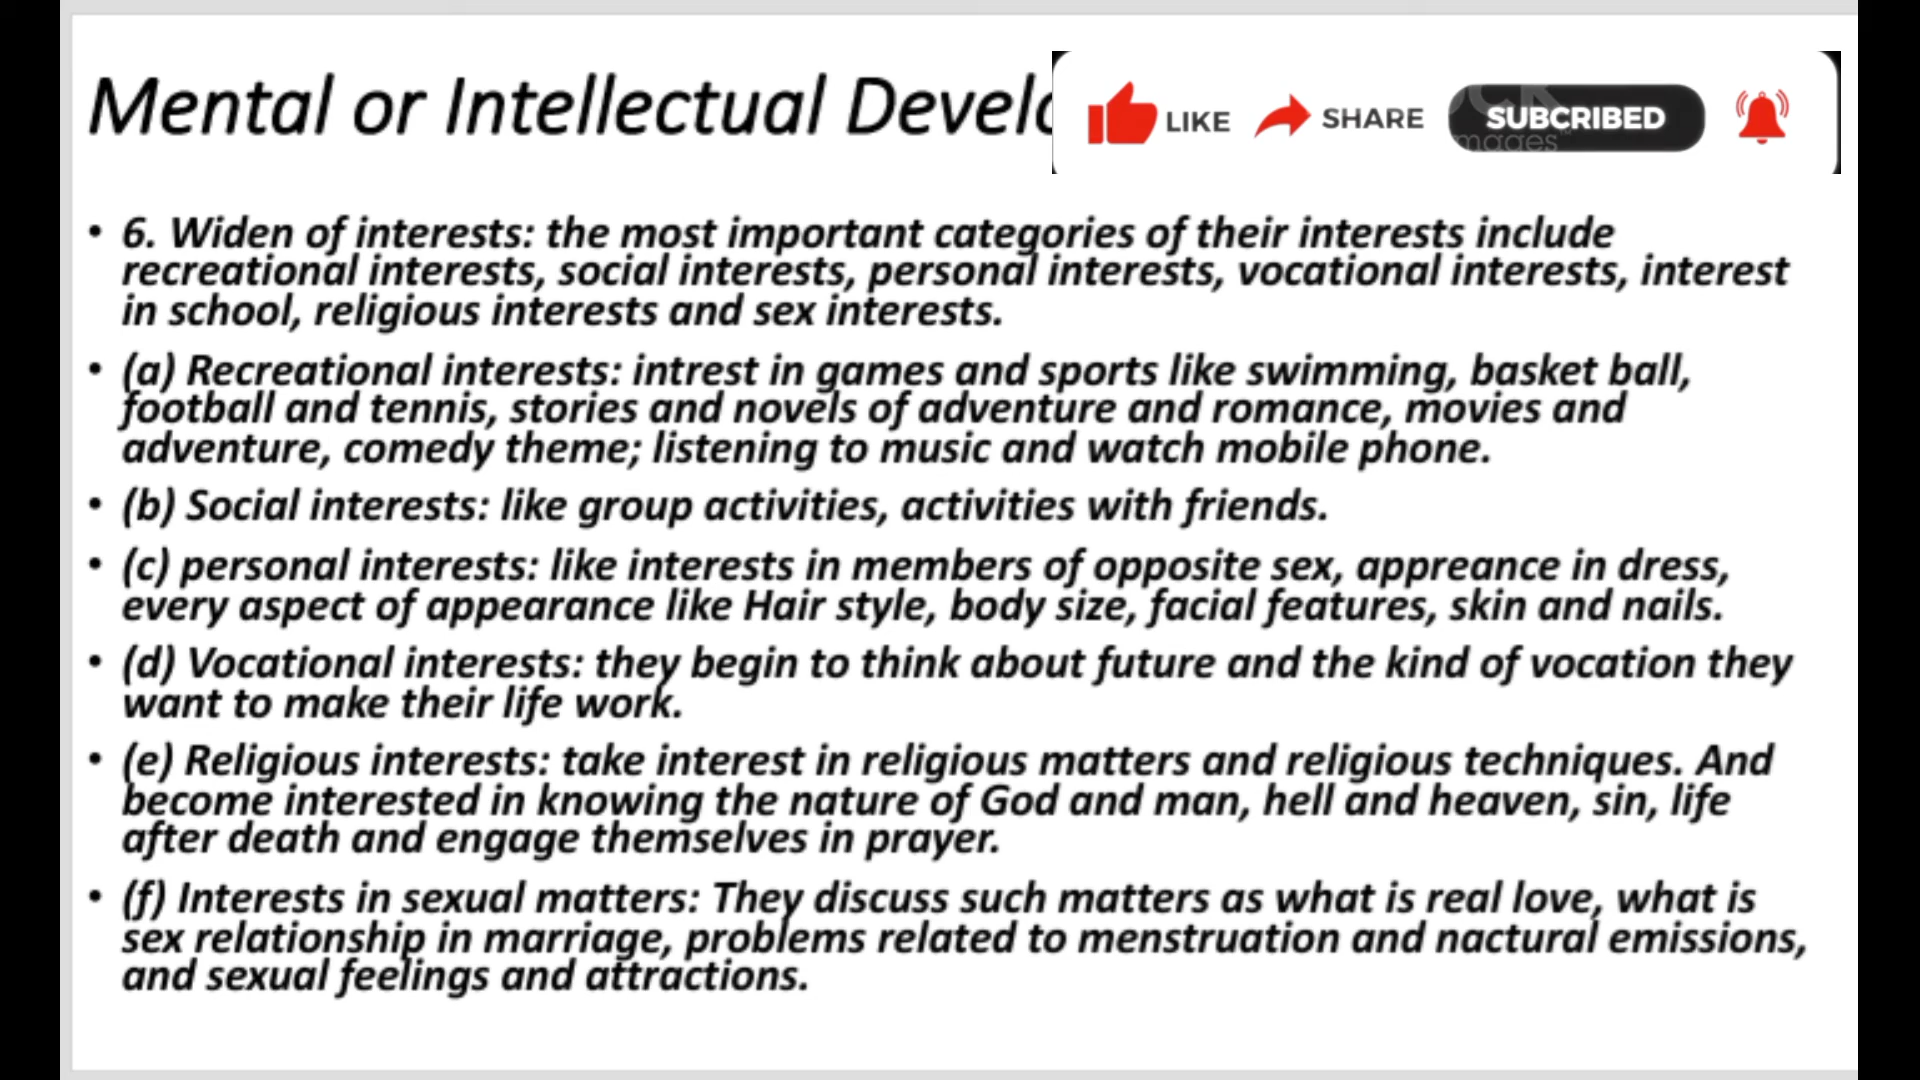 Mental or Intellectual Develo
LIKE
SHARE
SUBCRIBED
mages
• 6. Widen of interests: the most important categories of their interests include
recreational interests, social interests, personal interests, vocational interests, interest
in school, religious interests and sex interests.
• (a) Recreational interests: intrest in games and sports like swimming, basket ball,
football and tennis, stories and novels of adventure and romance, movies and
adventure, comedy theme; listening to music and watch mobile phone.
• (b) Social interests: like group activities, activities with friends.
• (c) personal interests: like interests in members of opposite sex, appreance in dress,
every aspect of appearance like Hair style, body size, facial features, skin and nails.
• (d) Vocational interests: they begin to think about future and the kind of vocation they
want to make their life work.
• (e) Religious interests: take interest in religious matters and religious techniques. And
become interested in knowing the nature of God and man, hell and heaven, sin, life
after death and engage themselves in prayer.
• (f) Interests in sexual matters: They discuss such matters as what is real love, what is
sex relationship in marriage, problems related to menstruation and nactural emissions,
and sexual feelings and attractions.